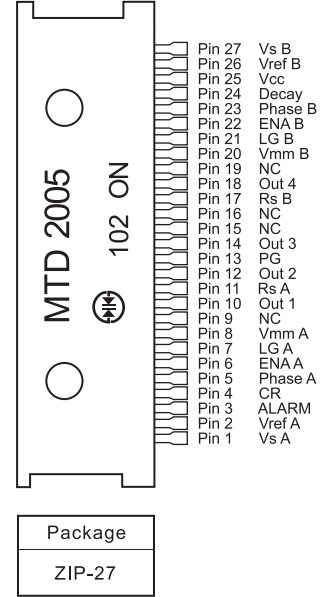 MTD 2005
102 ON
Pin 27 Vs B
Pin 26 Vref B
Pin 25 Vcc
Pin 24 Decay
Pin 23 Phase B
Pin 22 ENA B
Pin 21 LG B
Pin 20 Vmm B
Pin 19 NC
Pin 18 Out 4
Pin 17 Rs B
Pin 16 NC
Pin 15 NC
Pin 14 Out 3
Pin 13 PG
Pin 12 Out 2
Pin 11 Rs A
Pin 10 Out 1
Pin 9 NC
Pin 8 Vmm A
Pin 7 LG A
Pin 6 ENA A
Pin 5 Phase A
Pin 4 CR
Pin 3 ALARM
Pin 2 Vref A
Pin 1 Vs A
Package
ZIP-27